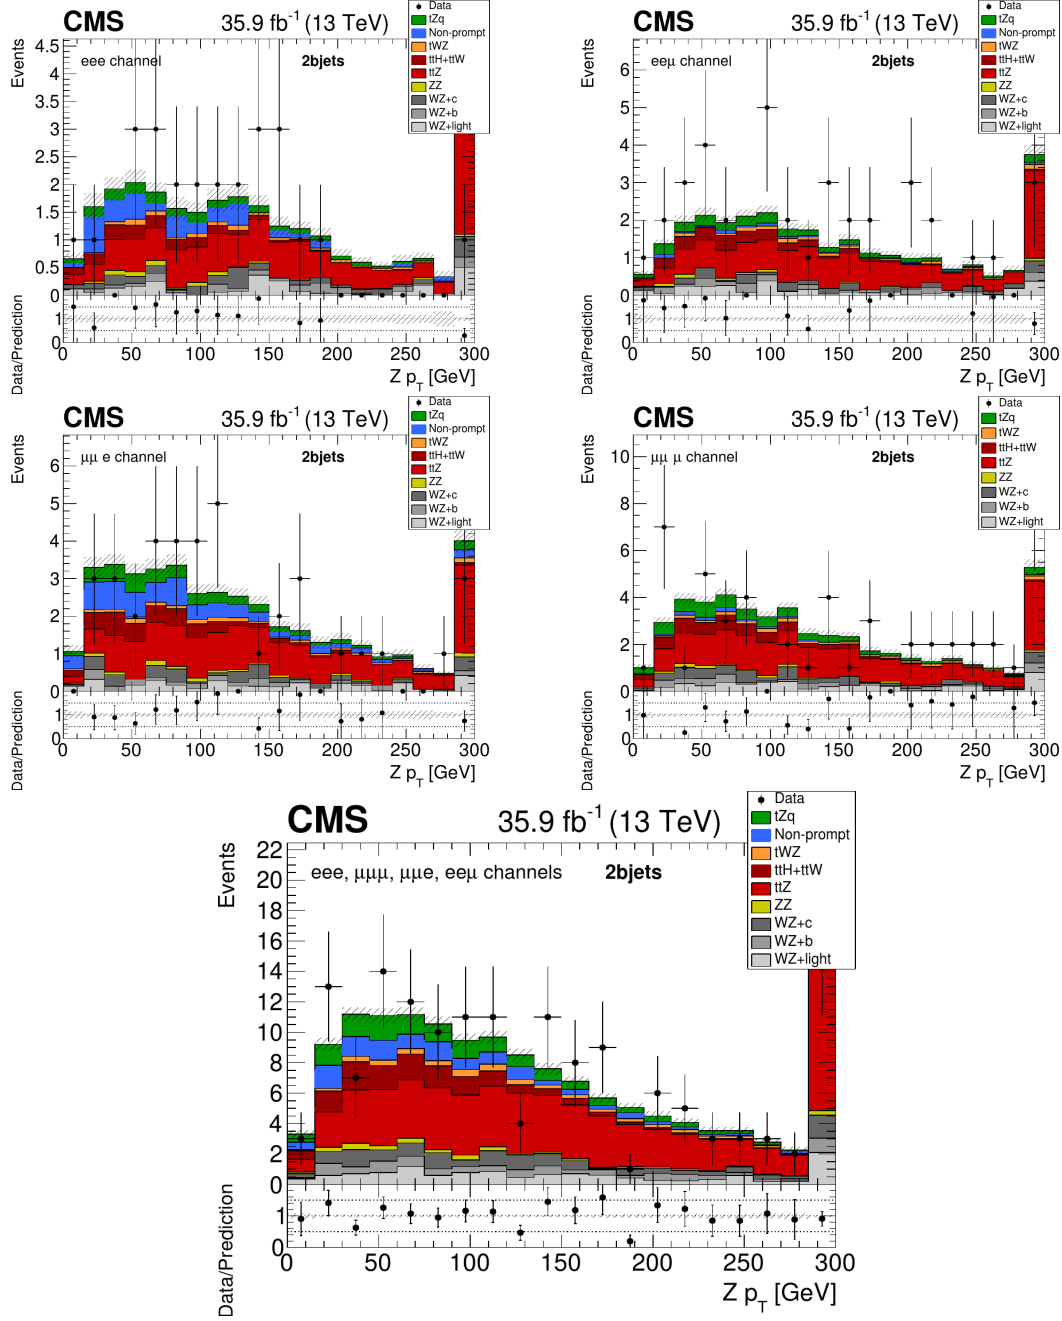 CMS 35.9 fb-1 (13 TeV)
Events
4.5
4
3.5
3
2.5
2
1.5
1
0.5
0
eee channel 2bjets
Data
tZq
Non-prompt
tWZ
ttH+ttW
ttZ
ZZ
WZ+c
WZ+b
WZ+light
Data/Prediction
1
0
0 50 100 150 200 250 300
Z pT [GeV]
CMS 35.9 fb-1 (13 TeV)
Events
6
5
4
3
2
1
0
eeμ channel 2bjets
Data
tZq
Non-prompt
tWZ
ttH+ttW
ttZ
ZZ
WZ+c
WZ+b
WZ+light
Data/Prediction
1
0
0 50 100 150 200 250 300
Z pT [GeV]
CMS 35.9 fb-1 (13 TeV)
Events
6
5
4
3
2
1
0
μμ e channel 2bjets
Data
tZq
Non-prompt
tWZ
ttH+ttW
ttZ
ZZ
WZ+c
WZ+b
WZ+light
Data/Prediction
1
0
0 50 100 150 200 250 300
Z pT [GeV]
CMS 35.9 fb-1 (13 TeV)
Events
10
8
6
4
2
0
μμ μ channel 2bjets
Data
tZq
Non-prompt
tWZ
ttH+ttW
ttZ
ZZ
WZ+c
WZ+b
WZ+light
Data/Prediction
1
0
0 50 100 150 200 250 300
Z pT [GeV]
CMS 35.9 fb-1 (13 TeV)
Events
22
20
18
16
14
12
10
8
6
4
2
0
eee, μμμ, μμe, eeμ channels 2bjets
Data
tZq
Non-prompt
tWZ
ttH+ttW
ttZ
ZZ
WZ+c
WZ+b
WZ+light
Data/Prediction
1
0
0 50 100 150 200 250 300
Z pT [GeV]